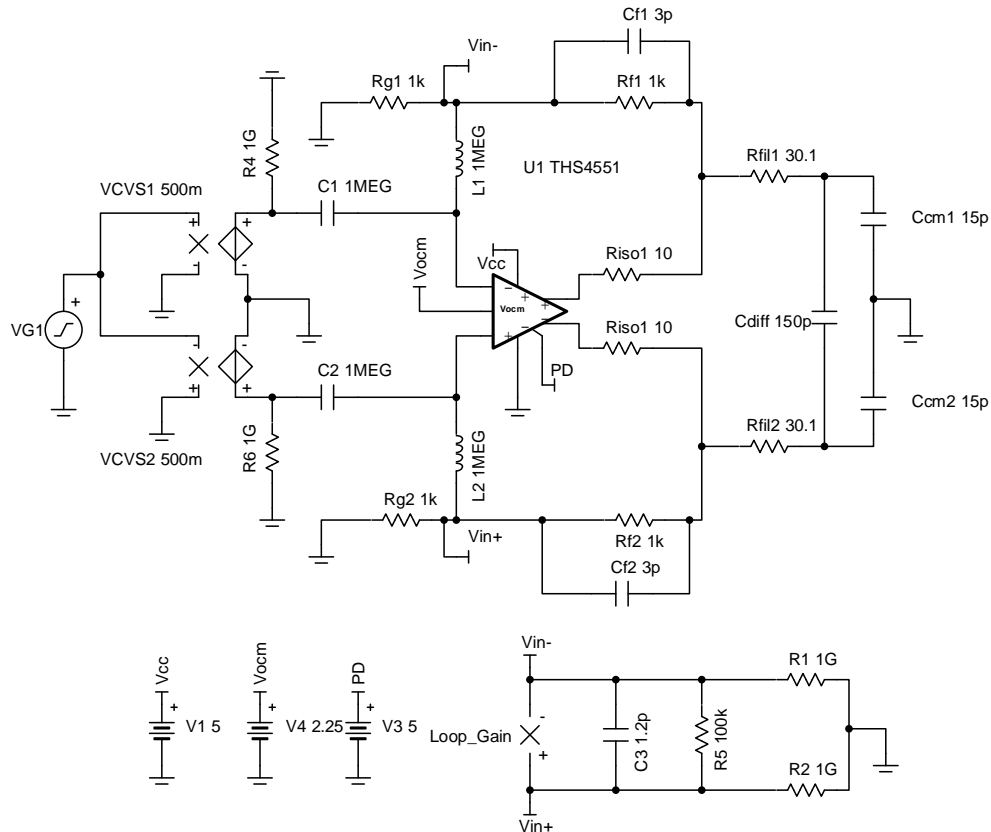 Cf1 3p
Vin-
Rg1 1k
Rf1 1k
R4 1G
L1 1MEG
U1 THS4551
Rfil1 30.1
VCVS1 500m
C1 1MEG
+
-
+
-
Ccm1 15p
Vocm
Vcc
Riso1 10
VG1
+
-
+
Vocm
+
-
+
-
Cdiff 150p
Riso1 10
PD
-
+
-
+
C2 1MEG
Ccm2 15p
VCVS2 500m
R6 1G
L2 1MEG
Rfil2 30.1
Rg2 1k
Rf2 1k
Vin+
Cf2 3p
Vcc
Vocm
PD
Vin-
R1 1G
+
V1 5
+
V4 2.25
+
V3 5
Loop_Gain
-
+
C3 1.2p
R5 100k
R2 1G
Vin+